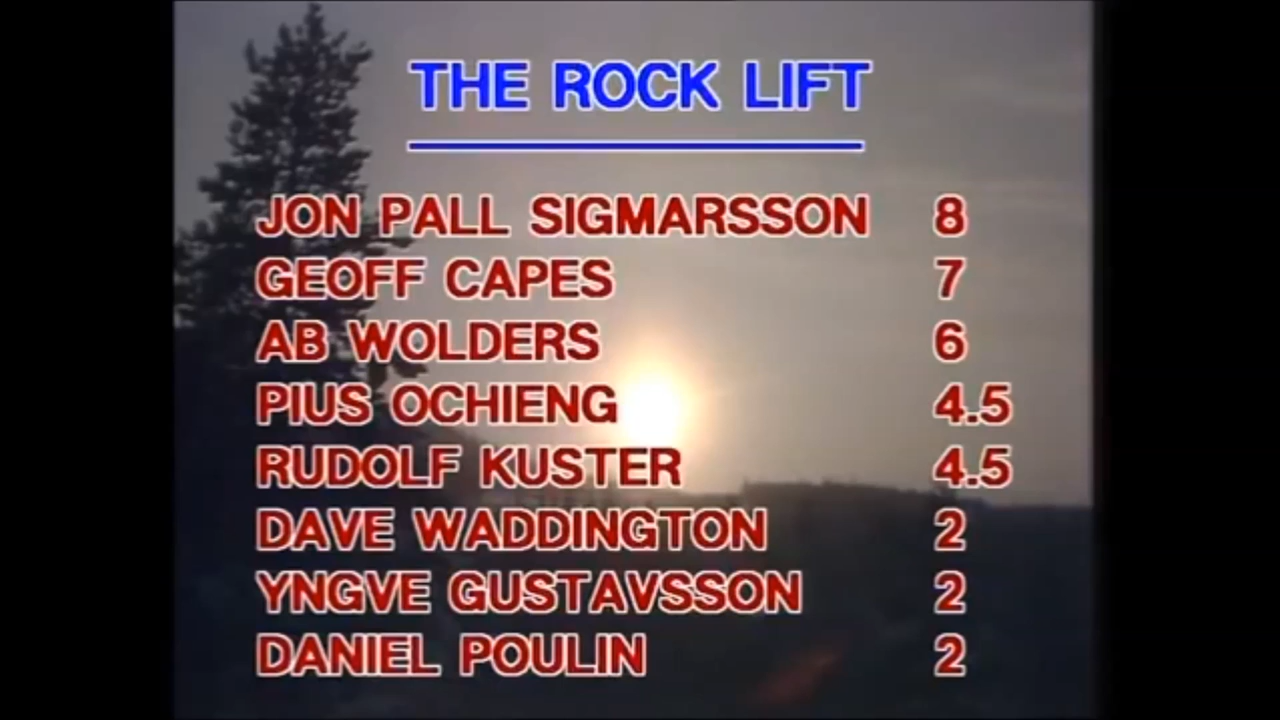 THE ROCK LIFT
JON PALL SIGMARSSON 8
GEOFF CAPES 7
AB WOLDERS 6
PIUS OCHIENG 4.5
RUDOLF KUSTER 4.5
DAVE WADDINGTON 2
YNGVE GUSTAVSSON 2
DANIEL POULIN 2